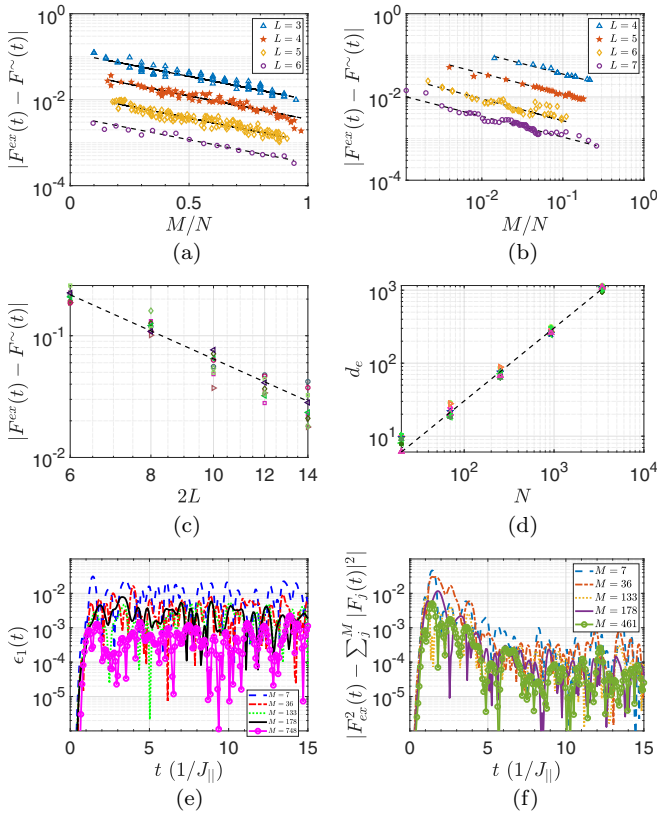 |F^{ex}(t) − F^{∼}(t)|
10^0
10^{-2}
10^{-4}
0
0.5
1
M/N
L = 3
L = 4
L = 5
L = 6
(a)
|F^{ex}(t) − F^{∼}(t)|
10^0
10^{-2}
10^{-4}
10^{-2}
10^{-1}
10^0
M/N
L = 4
L = 5
L = 6
L = 7
(b)
|F^{ex}(t) − F^{∼}(t)|
10^{-1}
10^{-2}
6
8
10
12
14
2L
(c)
d_e
10^3
10^2
10^1
10^2
10^3
10^4
N
(d)
ϵ_1(t)
10^{-2}
10^{-3}
10^{-4}
10^{-5}
0
5
10
15
t (1/J_{||})
M = 7
M = 36
M = 133
M = 178
M = 748
(e)
|F_{ex}^2(t) − ∑_j^M |F_j(t)|^2|
10^{-2}
10^{-3}
10^{-4}
10^{-5}
0
5
10
15
t (1/J_{||})
M = 7
M = 36
M = 133
M = 178
M = 461
(f)